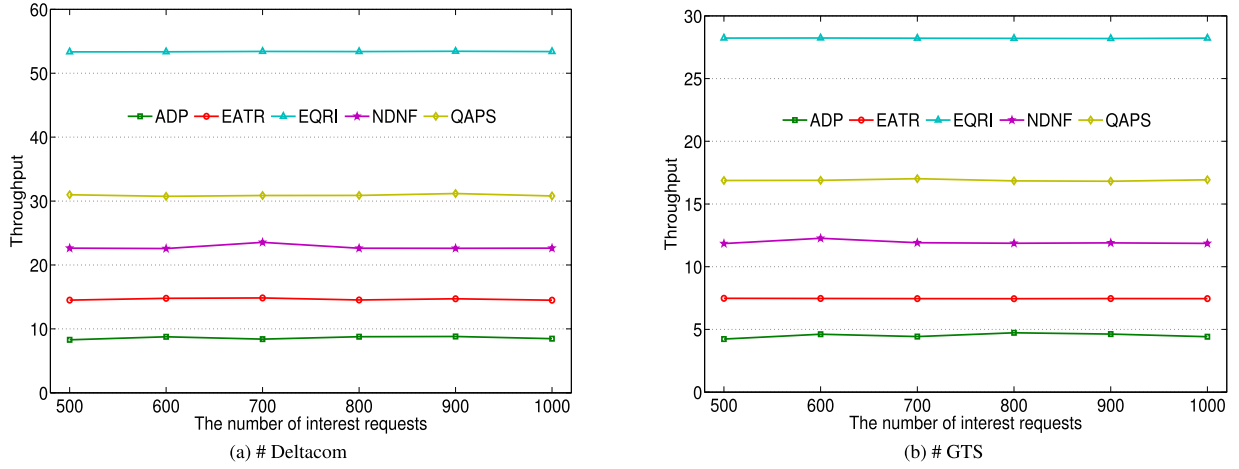 60
50
40
30
20
10
0
Throughput
ADP EATR EQRI NDNF QAPS
500 600 700 800 900 1000
The number of interest requests
(a) # Deltacom
30
25
20
15
10
5
0
Throughput
ADP EATR EQRI NDNF QAPS
500 600 700 800 900 1000
The number of interest requests
(b) # GTS